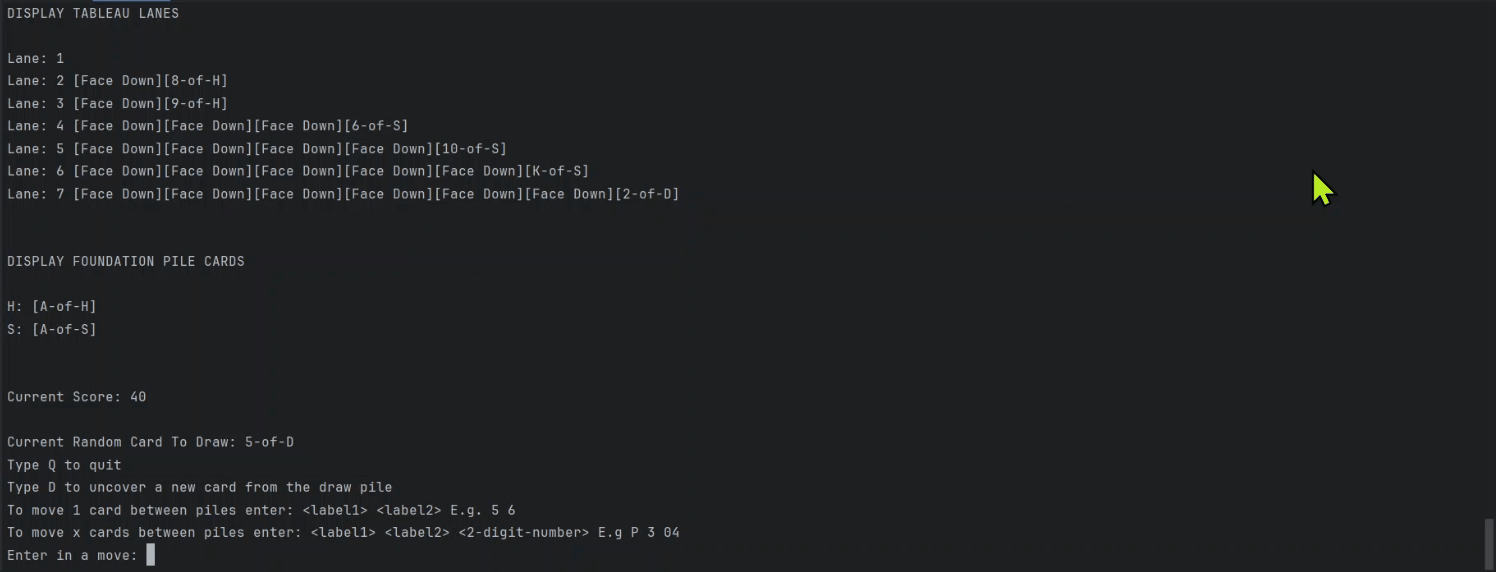 DISPLAY TABLEAU LANES
Lane: 1
Lane: 2 [Face Down][8-of-H]
Lane: 3 [Face Down][9-of-H]
Lane: 4 [Face Down][Face Down][Face Down][6-of-S]
Lane: 5 [Face Down][Face Down][Face Down][Face Down][10-of-S]
Lane: 6 [Face Down][Face Down][Face Down][Face Down][Face Down][K-of-S]
Lane: 7 [Face Down][Face Down][Face Down][Face Down][Face Down][Face Down][2-of-D]
DISPLAY FOUNDATION PILE CARDS
H: [A-of-H]
S: [A-of-S]
Current Score: 40
Current Random Card To Draw: 5-of-D
Type Q to quit
Type D to uncover a new card from the draw pile
To move 1 card between piles enter: <label1> <label2> E.g. 5 6
To move x cards between piles enter: <label1> <label2> <2-digit-number> E.g P 3 04
Enter in a move: